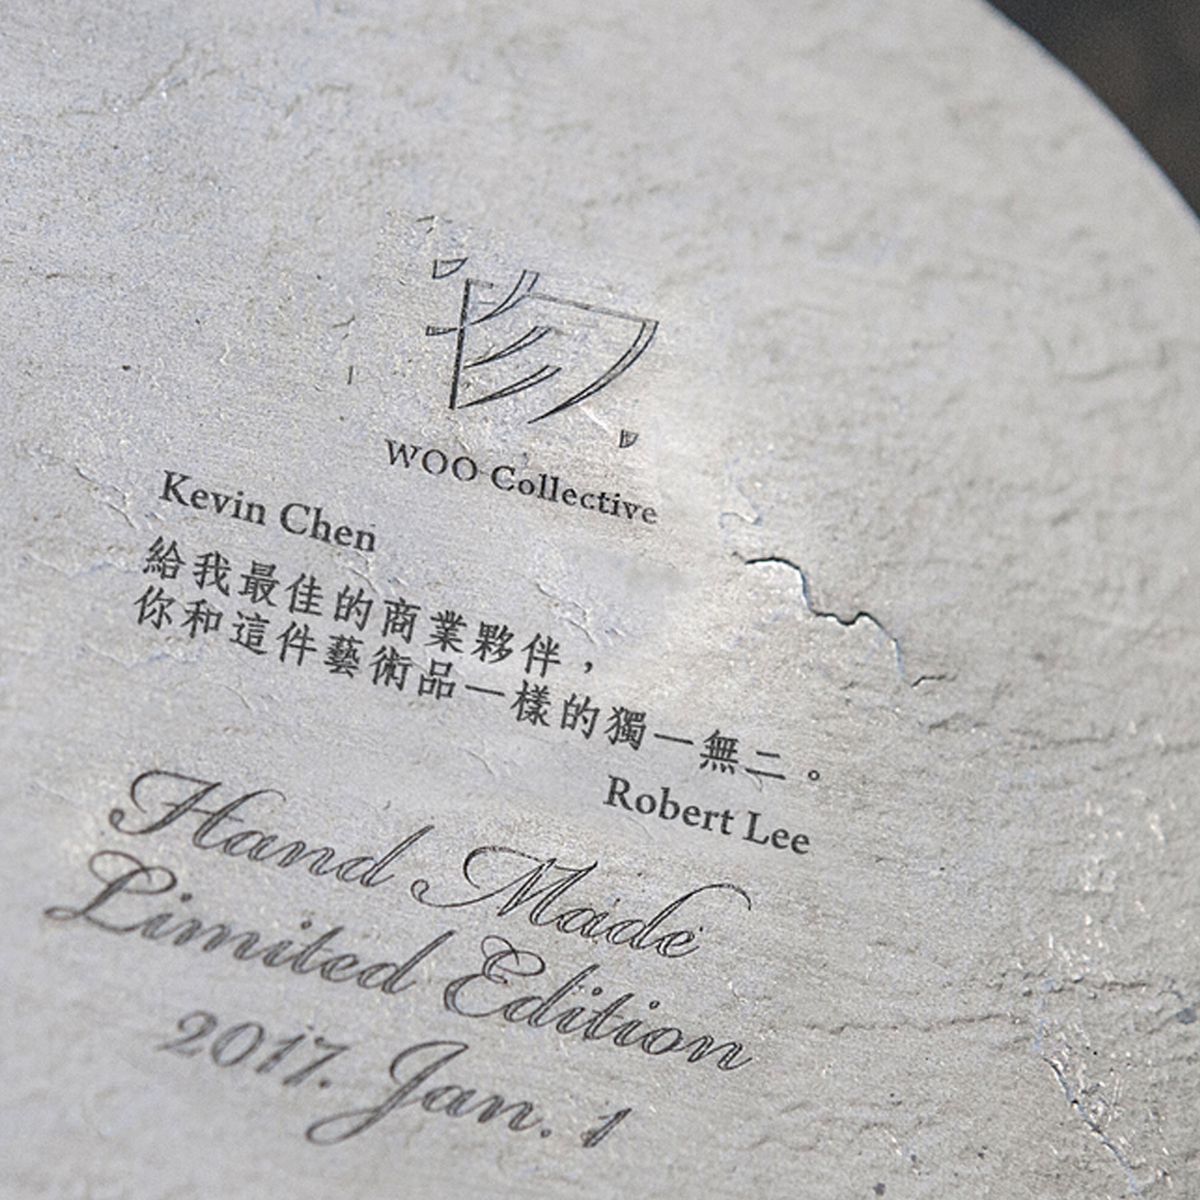 物
WOO Collective
Kevin Chen
給我最佳的商業夥伴，
你和這件藝術品一樣的獨一無二。
Robert Lee
Hand Made
Limited Edition
2017. Jan. 1